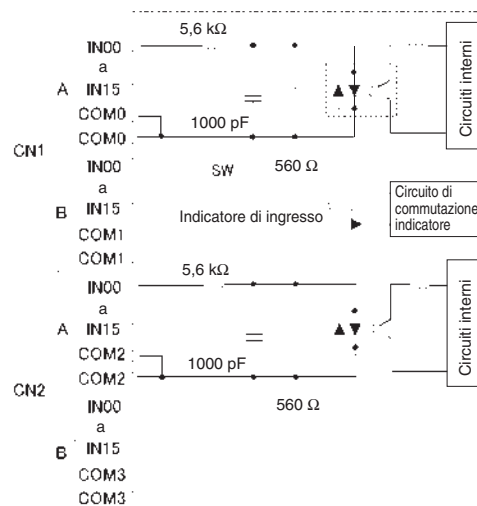 5,6 kΩ
IN00
a
A
IN15
COM0
COM0
1000 pF
CN1
IN00
SW
560 Ω
a
B
IN15
Indicatore di ingresso
COM1
COM1
Circuiti interni
Circuito di
commutazione
indicatore
5,6 kΩ
IN00
a
A
IN15
COM2
COM2
1000 pF
CN2
IN00
560 Ω
a
B
IN15
COM3
COM3
Circuiti interni